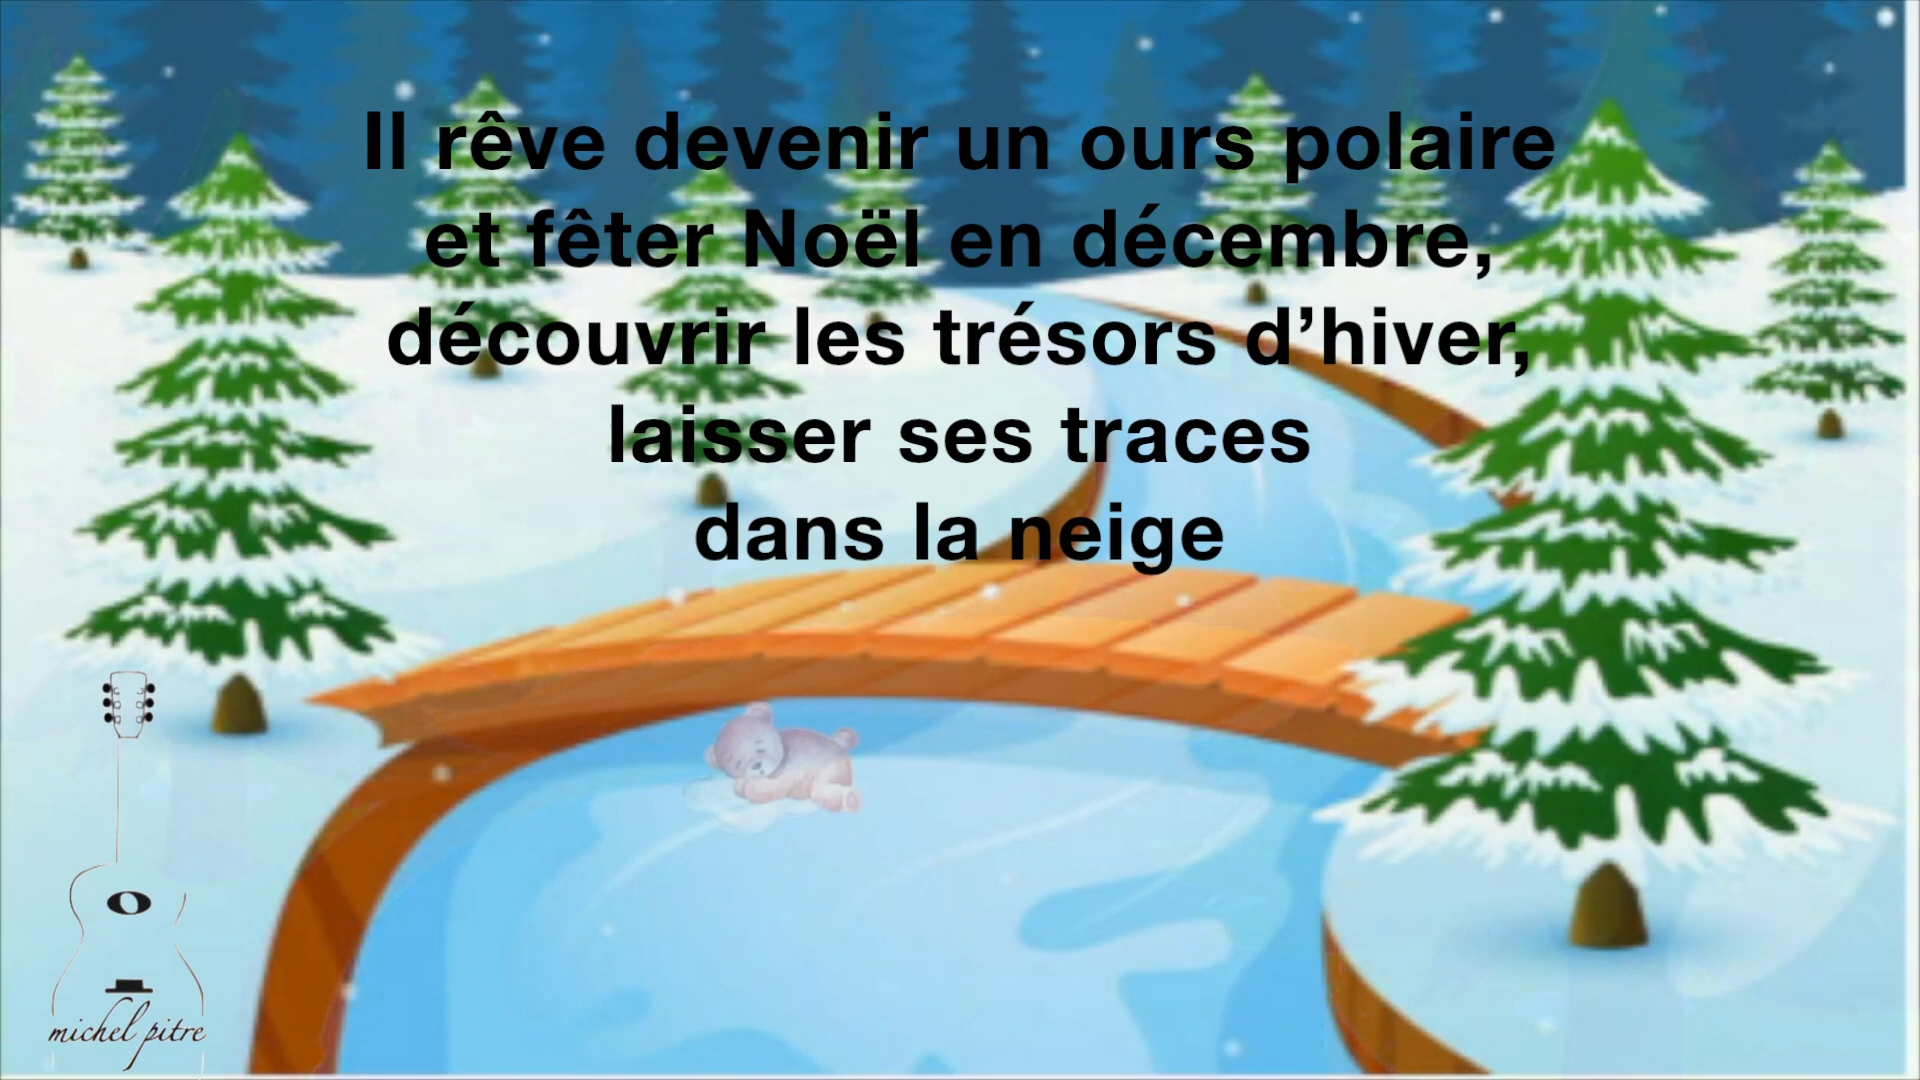 Il rêve devenir un ours polaire
et fêter Noël en décembre,
découvrir les trésors d’hiver,
laisser ses traces
dans la neige
michel pitre